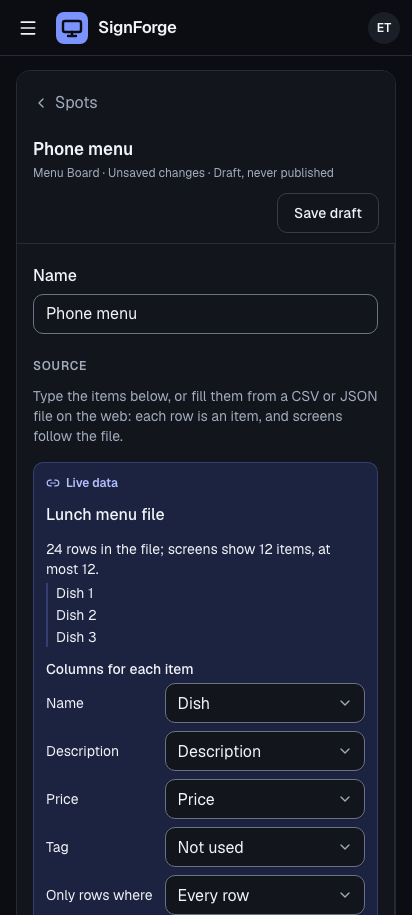 SignForge
ET
Spots
Phone menu
Menu Board · Unsaved changes · Draft, never published
Save draft
Name
Phone menu
SOURCE
Type the items below, or fill them from a CSV or JSON
file on the web: each row is an item, and screens
follow the file.
Live data
Lunch menu file
24 rows in the file; screens show 12 items, at
most 12.
Dish 1
Dish 2
Dish 3
Columns for each item
Name Dish
Description Description
Price Price
Tag Not used
Only rows where Every row